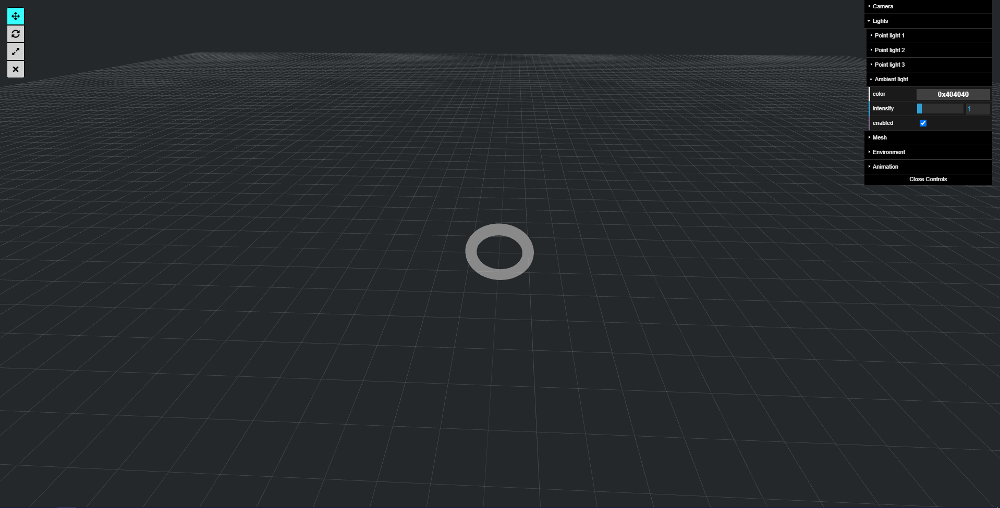 Camera
Lights
Point light 1
Point light 2
Point light 3
Ambient light
color 0x404040
intensity 1
enabled
Mesh
Environment
Animation
Close Controls